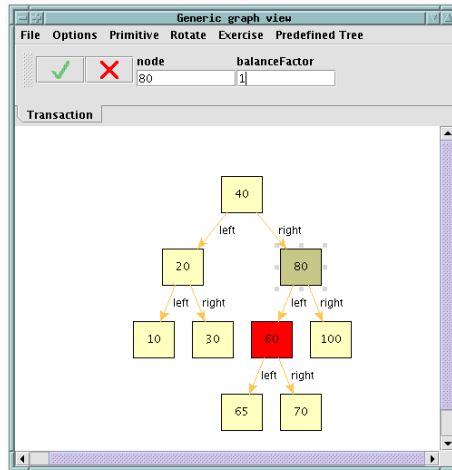 Generic graph view
File Options Primitive Rotate Exercise Predefined Tree
node balanceFactor
80 1
Transaction
40
left right
20 80
left right left right
10 30 60 100
left right
65 70